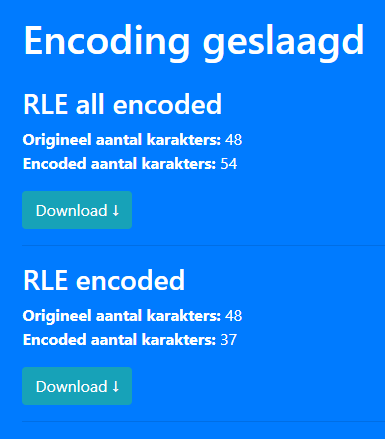 Encoding geslaagd
RLE all encoded
Origineel aantal karakters: 48
Encoded aantal karakters: 54
Download ↓
RLE encoded
Origineel aantal karakters: 48
Encoded aantal karakters: 37
Download ↓